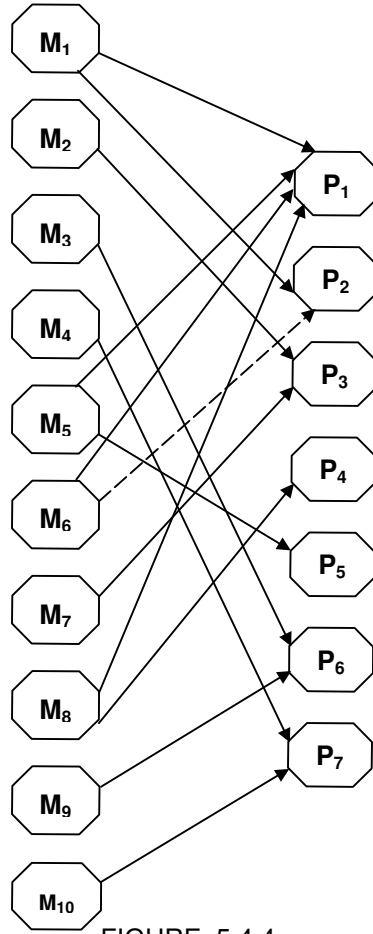 M₁
M₂
M₃
M₄
M₅
M₆
M₇
M₈
M₉
M₁₀
P₁
P₂
P₃
P₄
P₅
P₆
P₇
FIGURE 5.4.4